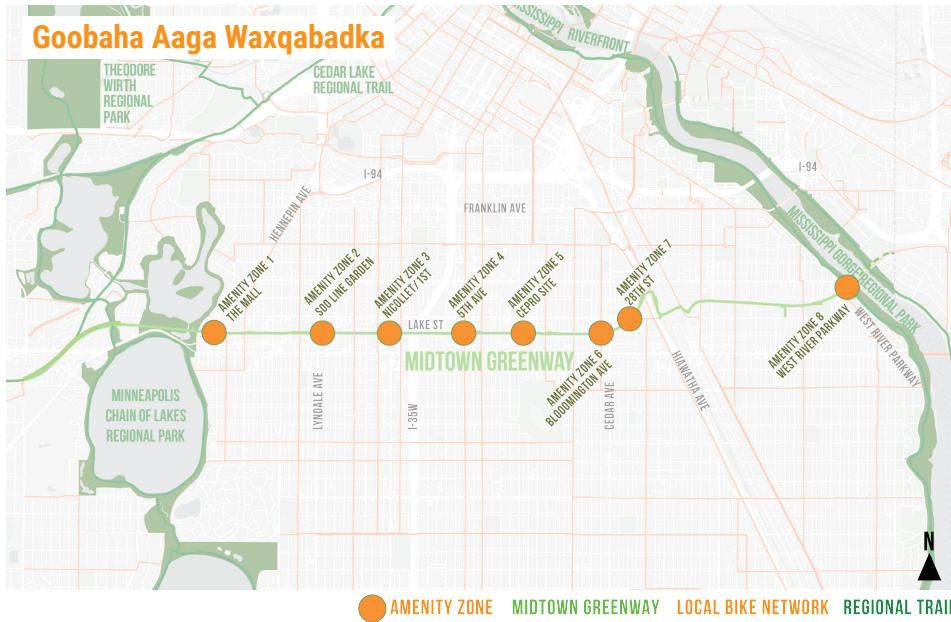 Goobaha Aaga Waxqabadka
MISSISSIPPI RIVERFRONT
THEODORE
WIRTH
REGIONAL
PARK
CEDAR LAKE
REGIONAL TRAIL
I-94
I-94
HENNEPIN AVE
FRANKLIN AVE
MISSISSIPPI GORGE REGIONAL PARK
AMENITY ZONE 1
THE MALL
AMENITY ZONE 2
SOO LINE GARDEN
AMENITY ZONE 3
NICOLLET/1ST
AMENITY ZONE 4
5TH AVE
AMENITY ZONE 5
CEPRO SITE
AMENITY ZONE 7
28TH ST
LAKE ST
MIDTOWN GREENWAY
AMENITY ZONE 6
BLOOOMINGTON AVE
AMENITY ZONE 8
WEST RIVER PARKWAY
WEST RIVER PARKWAY
MINNEAPOLIS
CHAIN OF LAKES
REGIONAL PARK
LYNDALE AVE
I-35W
CEDAR AVE
HIAWATHA AVE
N
AMENITY ZONE MIDTOWN GREENWAY LOCAL BIKE NETWORK REGIONAL TRAI